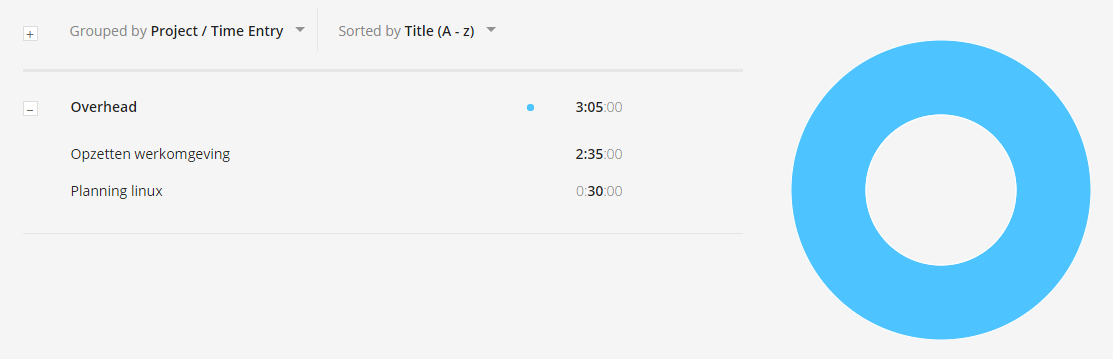 Grouped by Project / Time Entry Sorted by Title (A - z)
Overhead 3:05:00
Opzetten werkomgeving 2:35:00
Planning linux 0:30:00